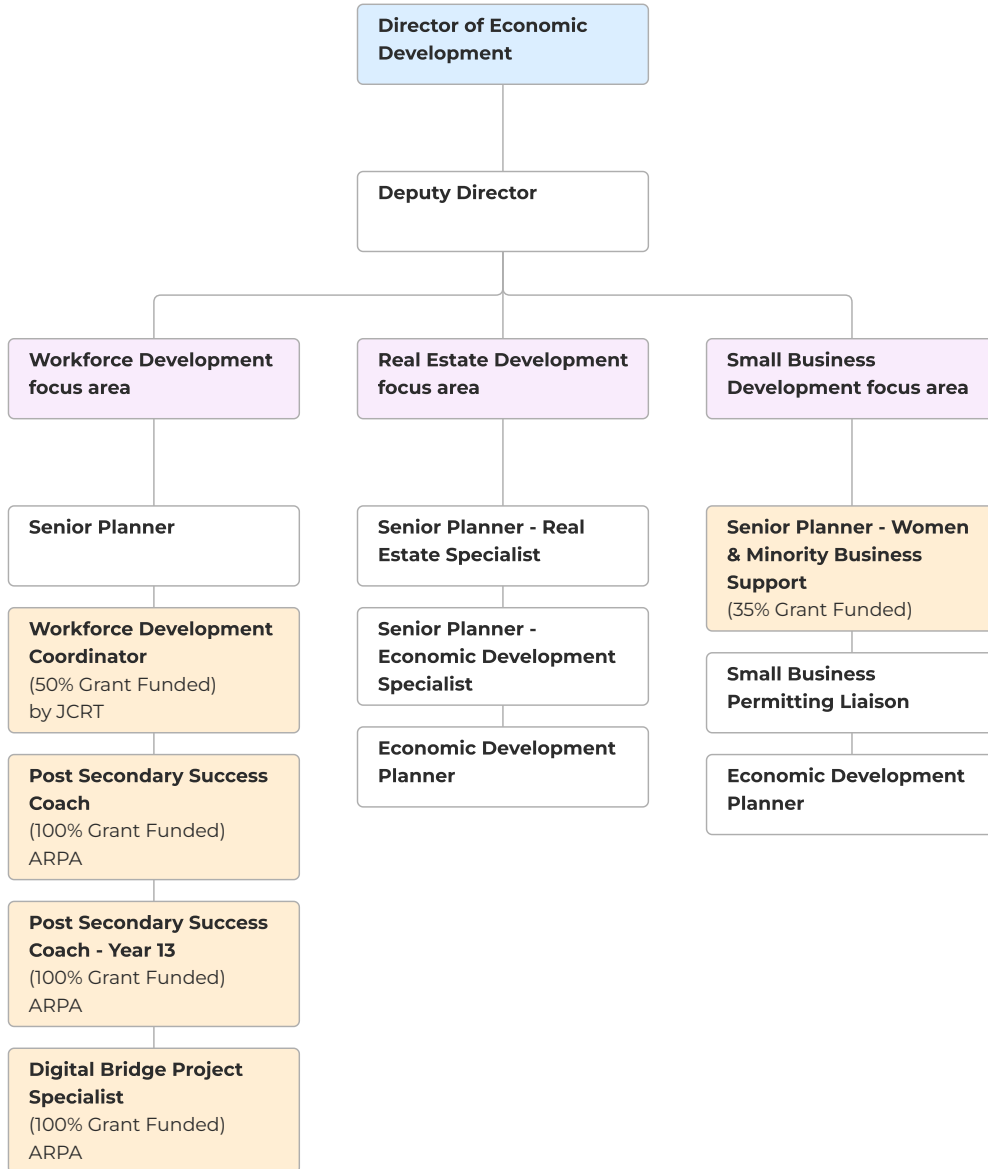 Director of Economic
Development
Deputy Director
Workforce Development
focus area
Real Estate Development
focus area
Small Business
Development focus area
Senior Planner
Workforce Development
Coordinator
(50% Grant Funded)
by JCRT
Post Secondary Success
Coach
(100% Grant Funded)
ARPA
Post Secondary Success
Coach - Year 13
(100% Grant Funded)
ARPA
Digital Bridge Project
Specialist
(100% Grant Funded)
ARPA
Senior Planner - Real
Estate Specialist
Senior Planner -
Economic Development
Specialist
Economic Development
Planner
Senior Planner - Women
& Minority Business
Support
(35% Grant Funded)
Small Business
Permitting Liaison
Economic Development
Planner